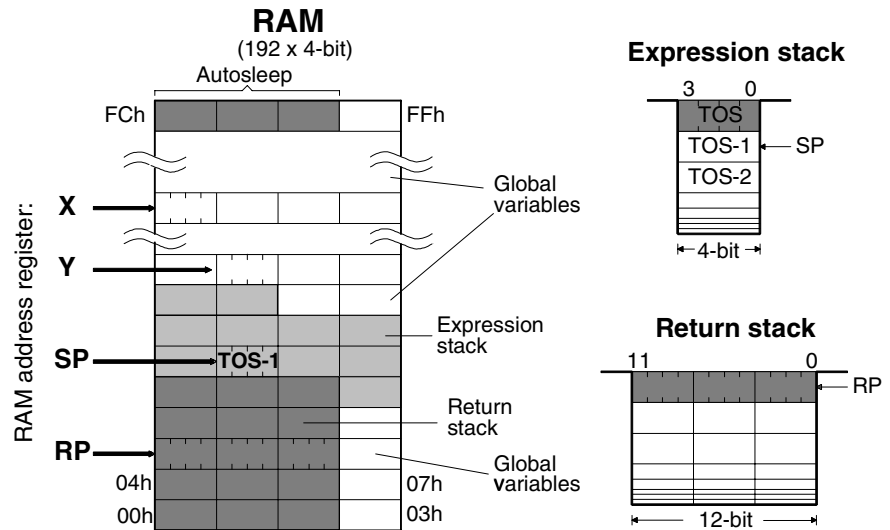 RAM
(192 x 4-bit)
Autosleep
FCh
FFh
RAM address register:
X
Y
SP
TOS-1
RP
04h
00h
07h
03h
Global
variables
Expression
stack
Return
stack
Global
variables
Expression stack
3 0
TOS
TOS-1
SP
TOS-2
4-bit
Return stack
11 0
RP
12-bit